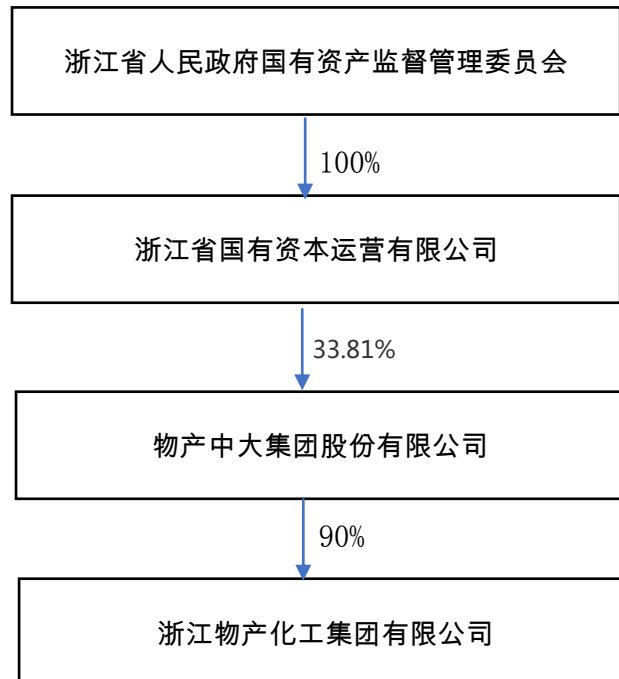 浙江省人民政府国有资产监督管理委员会
100%
浙江省国有资本运营有限公司
33.81%
物产中大集团股份有限公司
90%
浙江物产化工集团有限公司